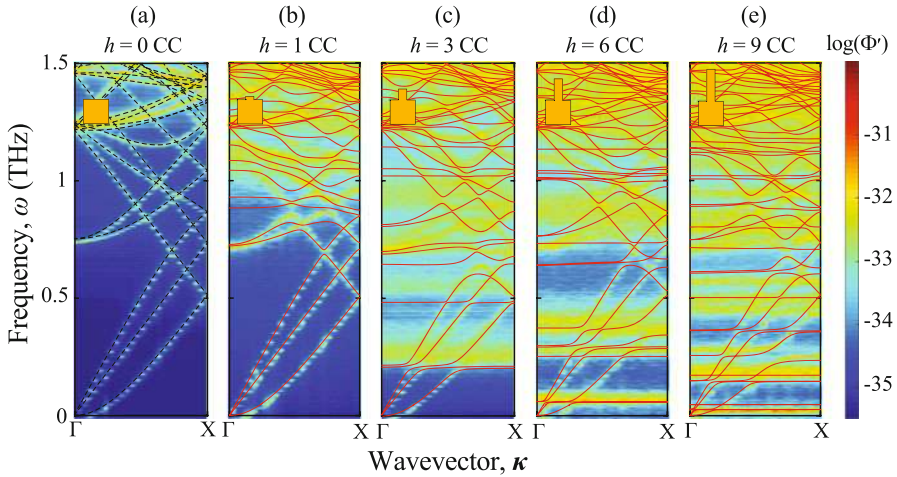 (a) (b) (c) (d) (e)
h = 0 CC h = 1 CC h = 3 CC h = 6 CC h = 9 CC log(Φ')
1.5
1
0.5
0
Frequency, ω (THz)
-31
-32
-33
-34
-35
Γ X Γ X Γ X Γ X Γ X
Wavevector, κ